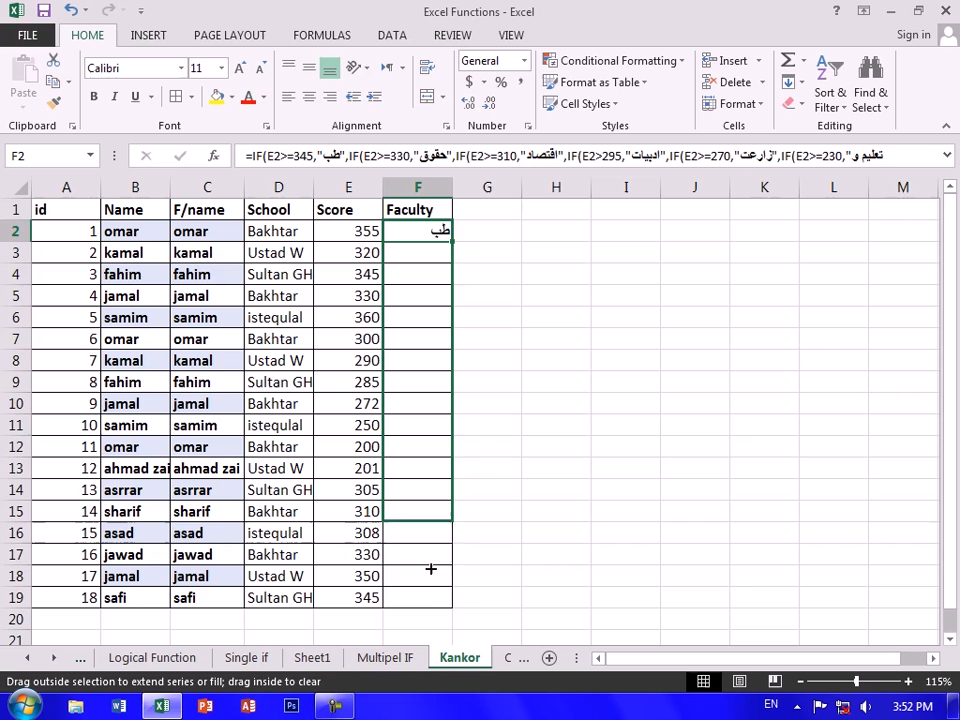 Excel Functions - Excel
FILE HOME INSERT PAGE LAYOUT FORMULAS DATA REVIEW VIEW Sign in
Paste Calibri 11 General Conditional Formatting Insert Sort & Filter Find & Select
Format as Table Delete
Cell Styles Format
Clipboard Font Alignment Number Styles Cells Editing
F2 =IF(E2>=345,"طب",IF(E2>=330,"حقوق",IF(E2>=310,"اقتصاد",IF(E2>295,"ادبیات",IF(E2>=270,"زارعت",IF(E2>=230,"تعلیم و
A B C D E F G H I J K L M
1 id Name F/name School Score Faculty
2 1 omar omar Bakhtar 355 طب
3 2 kamal kamal Ustad W 320
4 3 fahim fahim Sultan GH 345
5 4 jamal jamal Bakhtar 330
6 5 samim samim istequlal 360
7 6 omar omar Bakhtar 300
8 7 kamal kamal Ustad W 290
9 8 fahim fahim Sultan GH 285
10 9 jamal jamal Bakhtar 272
11 10 samim samim istequlal 250
12 11 omar omar Bakhtar 200
13 12 ahmad zai ahmad zai Ustad W 201
14 13 asrrar asrrar Sultan GH 305
15 14 sharif sharif Bakhtar 310
16 15 asad asad istequlal 308
17 16 jawad jawad Bakhtar 330
18 17 jamal jamal Ustad W 350
19 18 safi safi Sultan GH 345
20
21
... Logical Function Single if Sheet1 Multipel IF Kankor C ...
Drag outside selection to extend series or fill; drag inside to clear 115%
EN 3:52 PM